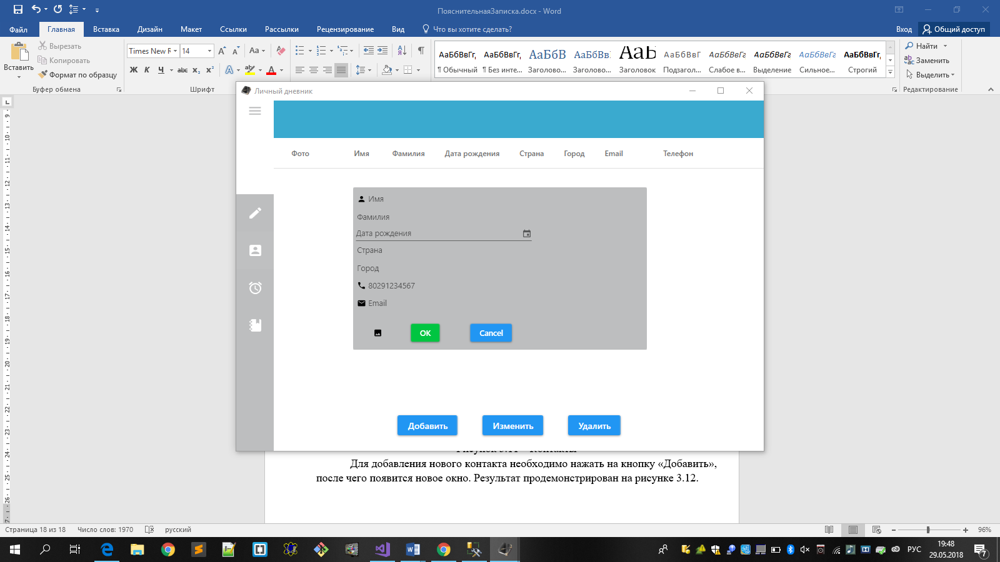 ПояснительнаяЗаписка.docx - Word
Файл Главная Вставка Дизайн Макет Ссылки Рассылки Рецензирование Вид Что вы хотите сделать? Вход Общий доступ
Вставить
Вырезать
Копировать
Формат по образцу
Буфер обмена
Times New R 14
Aa
Ж К Ч abc x₂ x²
Шрифт
АаБбВвГг, АаБбВвГг, АаБбВ АаБбВв АаБ АаБбВвГ АаБбВвГг АаБбВвГг АаБбВвГг АаБбВвГг,
¶ Обычный ¶ Без инте... Заголово... Заголово... Заголовок Подзагол... Слабое в... Выделение Сильное... Строгий
Найти
Заменить
Выделить
Редактирование
Личный дневник
Фото Имя Фамилия Дата рождения Страна Город Email Телефон
Имя
Фамилия
Дата рождения
Страна
Город
80291234567
Email
OK Cancel
Добавить Изменить Удалить
Для добавления нового контакта необходимо нажать на кнопку «Добавить»,
после чего появится новое окно. Результат продемонстрирован на рисунке 3.12.
Страница 18 из 18 Число слов: 1970 русский 96%
РУС
19:48
29.05.2018
7